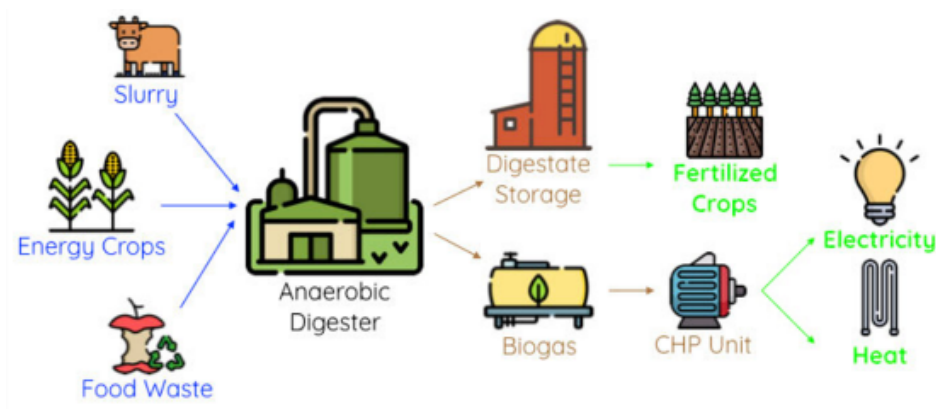 Slurry
Energy Crops
Food Waste
Anaerobic
Digester
Digestate
Storage
Biogas
Fertilized
Crops
CHP Unit
Electricity
Heat